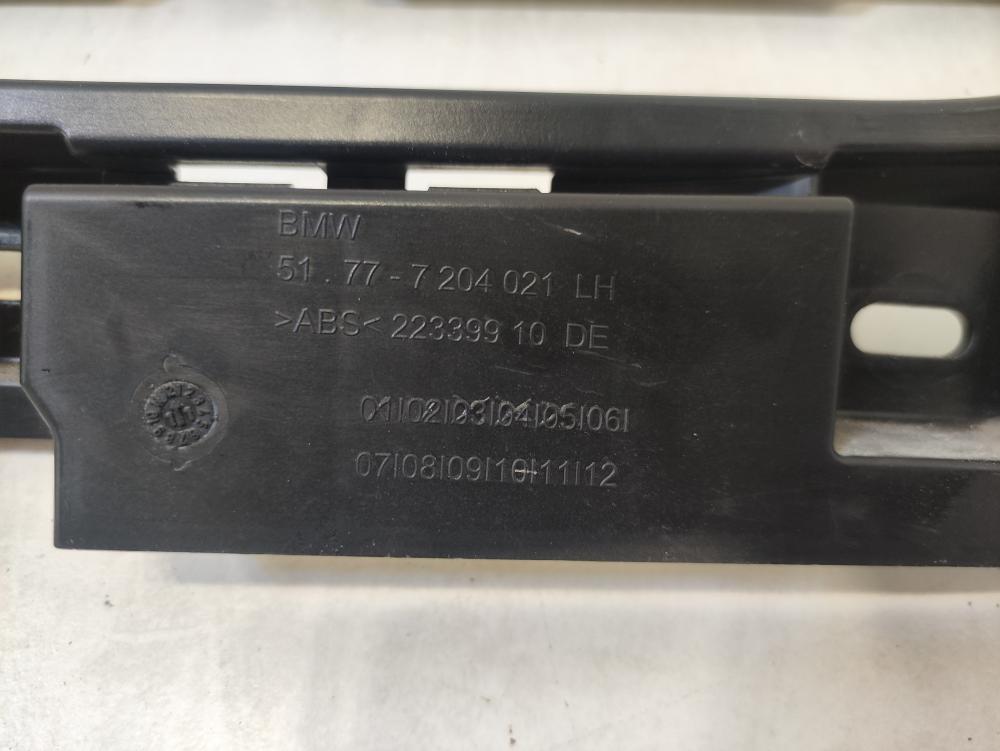 BMW
51 . 77 - 7 204 021 LH
>ABS< 223399 10 DE
01|02|03|04|05|06|
07|08|09|10|11|12